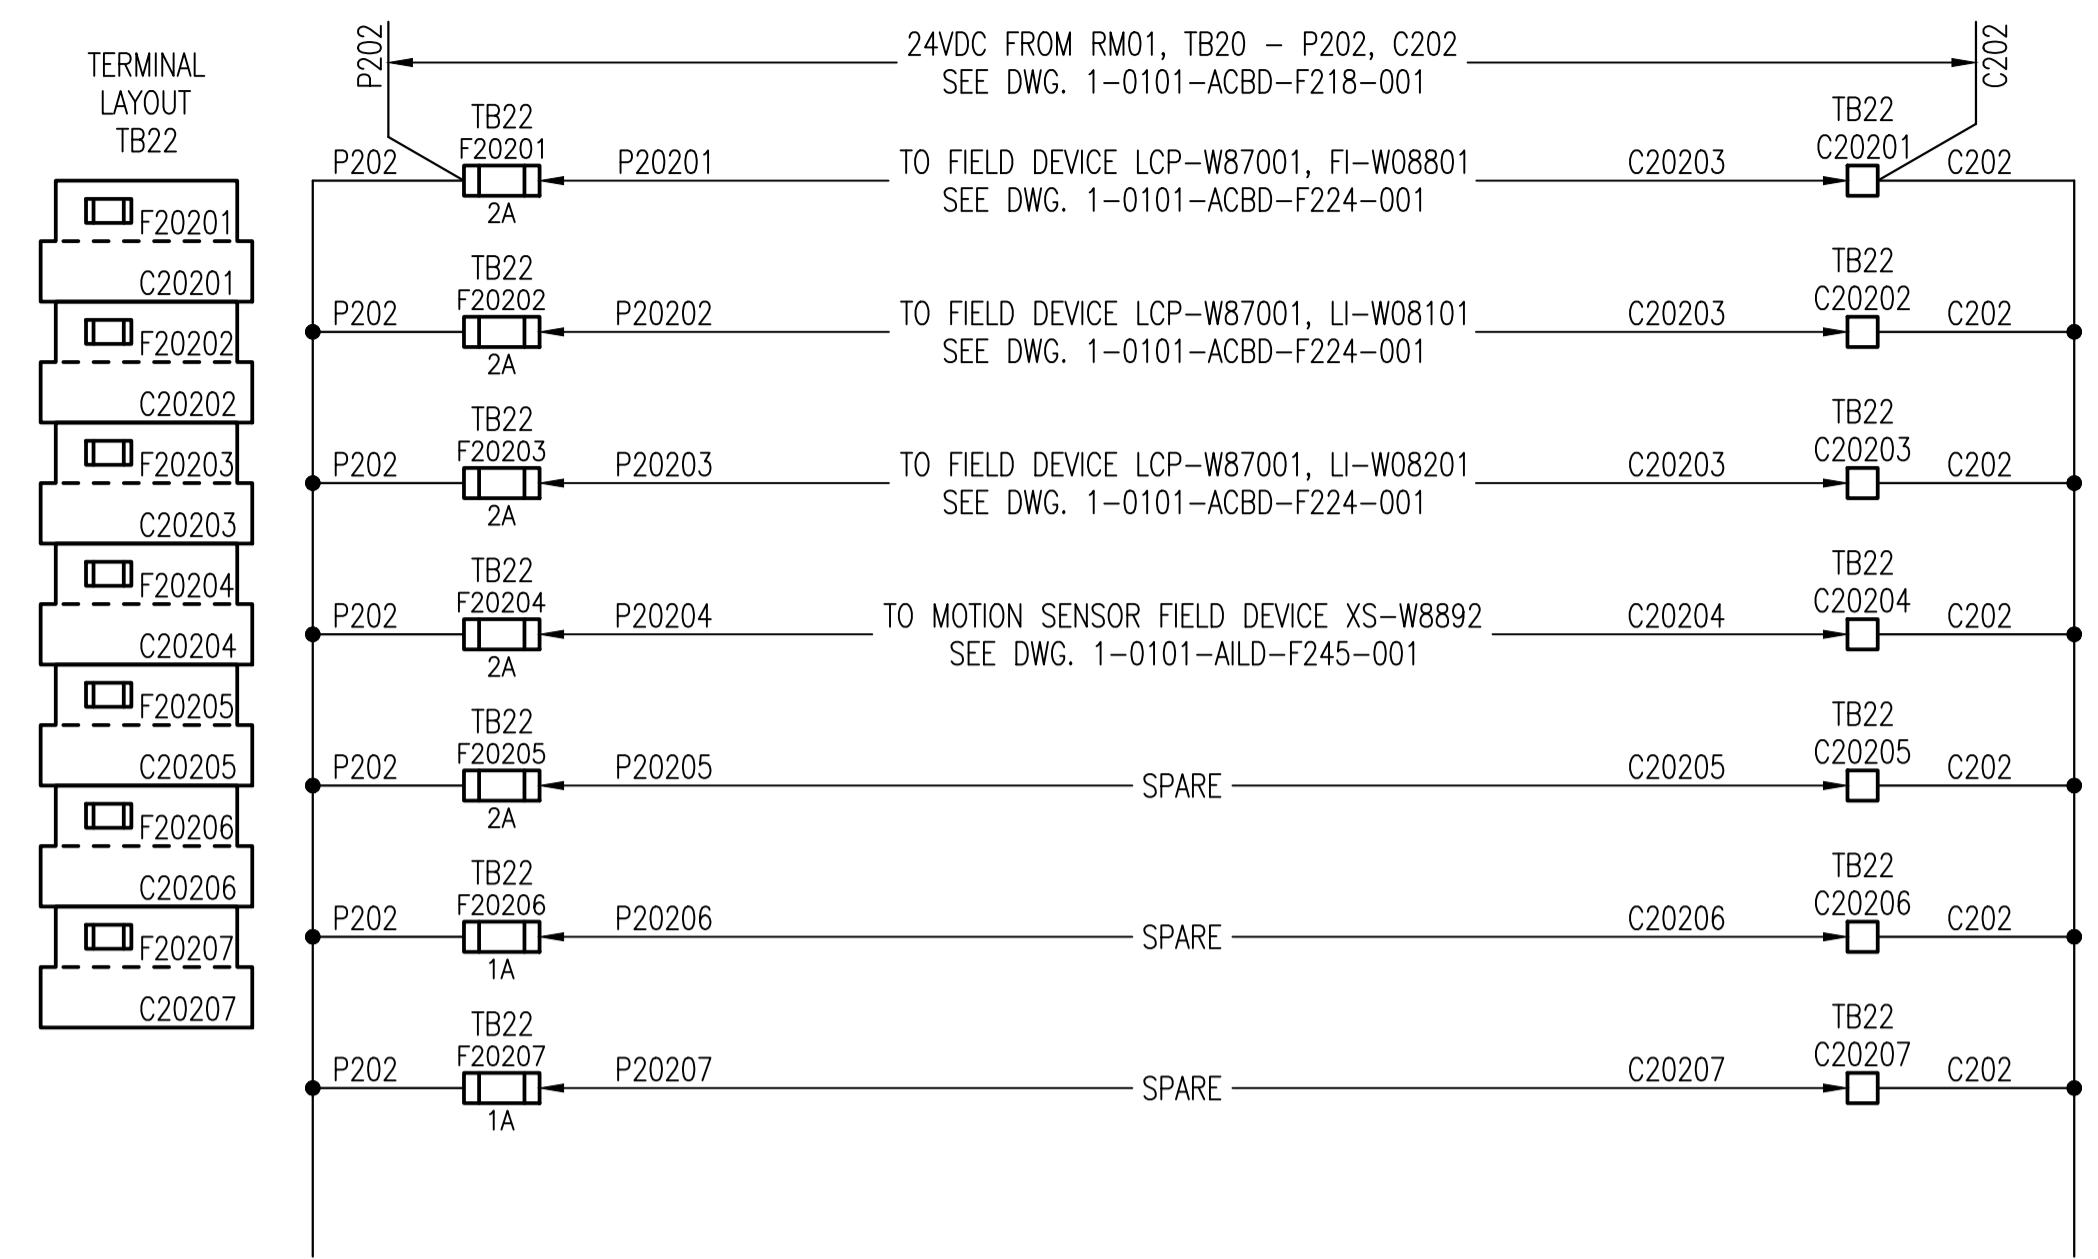 TERMINAL
LAYOUT
TB22
F20201
C20201
F20202
C20202
F20203
C20203
F20204
C20204
F20205
C20205
F20206
C20206
F20207
C20207
P202
24VDC FROM RM01, TB20 - P202, C202
SEE DWG. 1-0101-ACBD-F218-001
C202
P202
TB22
F20201
2A
P20201
TO FIELD DEVICE LCP-W87001, FI-W08801
SEE DWG. 1-0101-ACBD-F224-001
C20203
TB22
C20201
C202
P202
TB22
F20202
2A
P20202
TO FIELD DEVICE LCP-W87001, LI-W08101
SEE DWG. 1-0101-ACBD-F224-001
C20203
TB22
C20202
C202
P202
TB22
F20203
2A
P20203
TO FIELD DEVICE LCP-W87001, LI-W08201
SEE DWG. 1-0101-ACBD-F224-001
C20203
TB22
C20203
C202
P202
TB22
F20204
2A
P20204
TO MOTION SENSOR FIELD DEVICE XS-W8892
SEE DWG. 1-0101-AILD-F245-001
C20204
TB22
C20204
C202
P202
TB22
F20205
2A
P20205
SPARE
C20205
TB22
C20205
C202
P202
TB22
F20206
1A
P20206
SPARE
C20206
TB22
C20206
C202
P202
TB22
F20207
1A
P20207
SPARE
C20207
TB22
C20207
C202